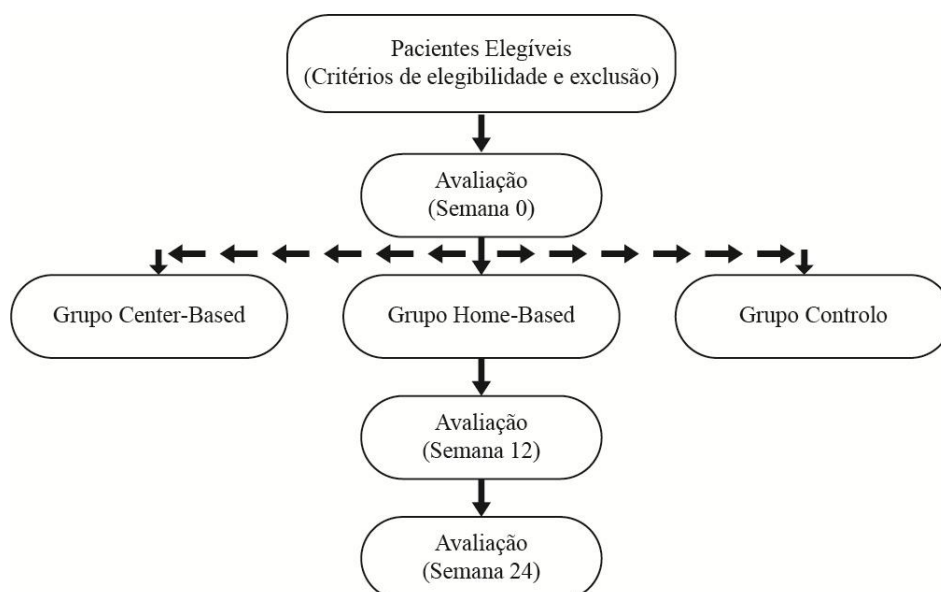 Pacientes Elegíveis
(Critérios de elegibilidade e exclusão)
Avaliação
(Semana 0)
Grupo Center-Based
Grupo Home-Based
Grupo Controlo
Avaliação
(Semana 12)
Avaliação
(Semana 24)